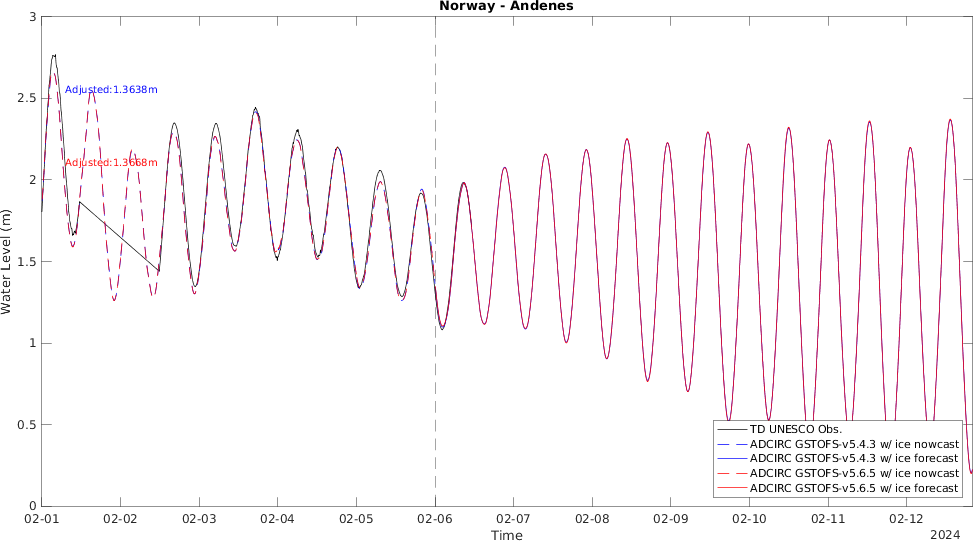 Norway - Andenes
3
2.5
2
1.5
1
0.5
0
Water Level (m)
Adjusted:1.3638m
Adjusted:1.3668m
TD UNESCO Obs.
ADCIRC GSTOFS-v5.4.3 w/ ice nowcast
ADCIRC GSTOFS-v5.4.3 w/ ice forecast
ADCIRC GSTOFS-v5.6.5 w/ ice nowcast
ADCIRC GSTOFS-v5.6.5 w/ ice forecast
02-01 02-02 02-03 02-04 02-05 02-06 02-07 02-08 02-09 02-10 02-11 02-12
Time
2024